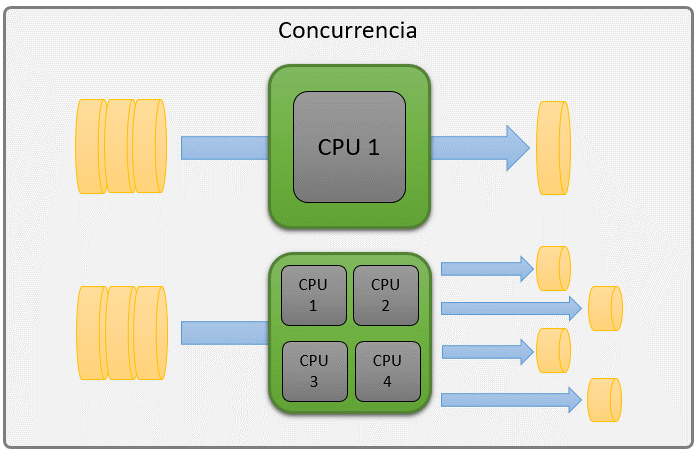 Concurrencia
CPU 1
CPU
1
CPU
2
CPU
3
CPU
4